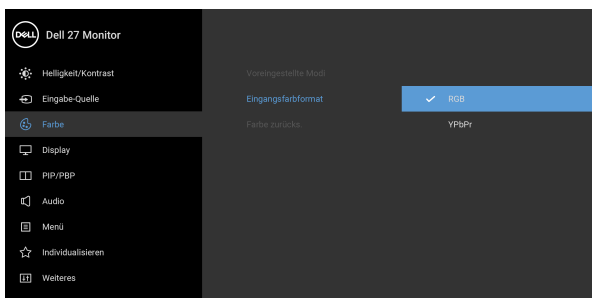 DELL Dell 27 Monitor
Helligkeit/Kontrast Voreingestellte Modi
Eingabe-Quelle Eingangsfarbformat RGB
Farbe Farbe zurücks. YPbPr
Display
PIP/PBP
Audio
Menü
Individualisieren
Weiteres